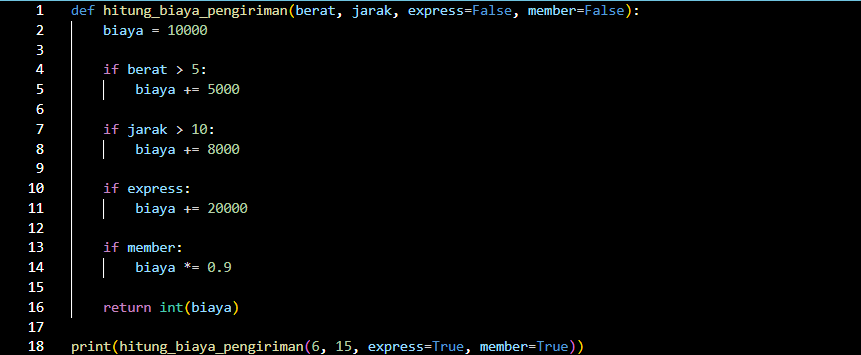 1 def hitung_biaya_pengiriman(berat, jarak, express=False, member=False):
2     biaya = 10000
3
4     if berat > 5:
5         biaya += 5000
6
7     if jarak > 10:
8         biaya += 8000
9
10     if express:
11         biaya += 20000
12
13     if member:
14         biaya *= 0.9
15
16     return int(biaya)
17
18 print(hitung_biaya_pengiriman(6, 15, express=True, member=True))